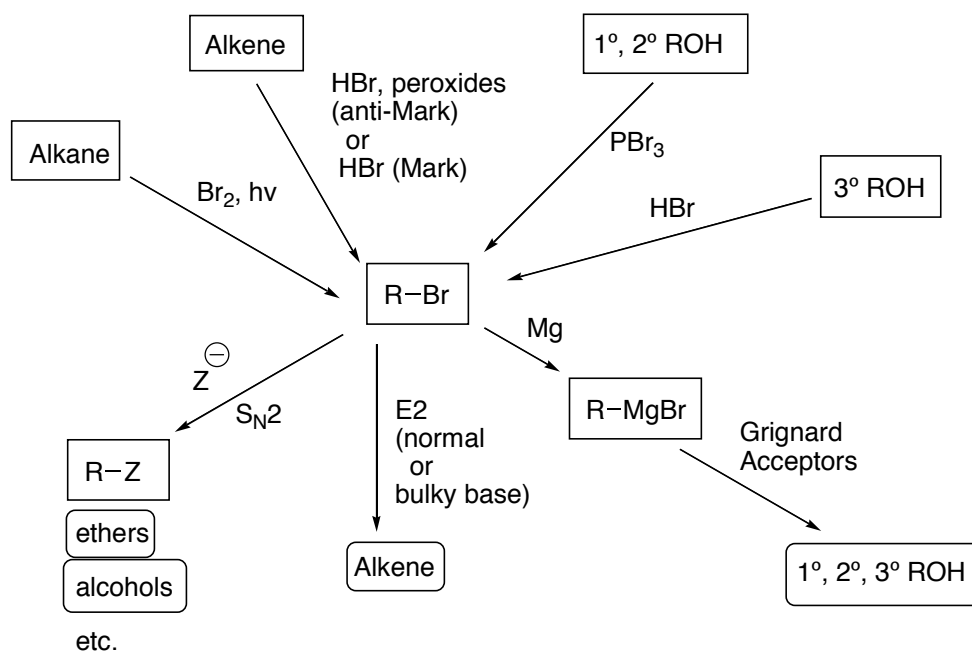 Alkene
1º, 2º ROH
HBr, peroxides
(anti-Mark)
or
HBr (Mark)
Alkane
PBr3
Br2, hv
HBr
3º ROH
R–Br
Mg
Z⊖
SN2
E2
(normal
or
bulky base)
R–MgBr
Grignard
Acceptors
R–Z
ethers
alcohols
etc.
Alkene
1º, 2º, 3º ROH